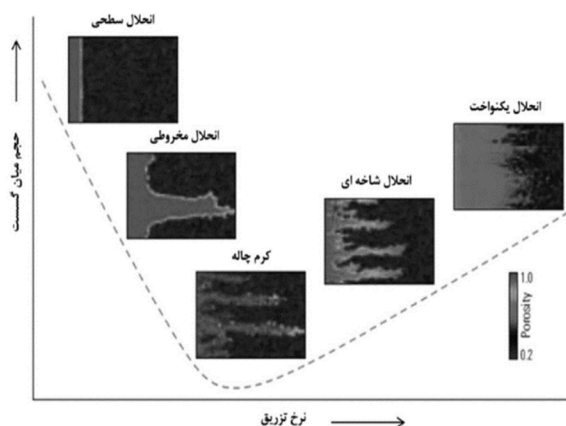 انحلال سطحی
انحلال یکنواخت
انحلال مخروطی
انحلال شاخه ای
کرم چاله
حجم میان گسست
1.0
Porosity
0.2
نرخ تزریق